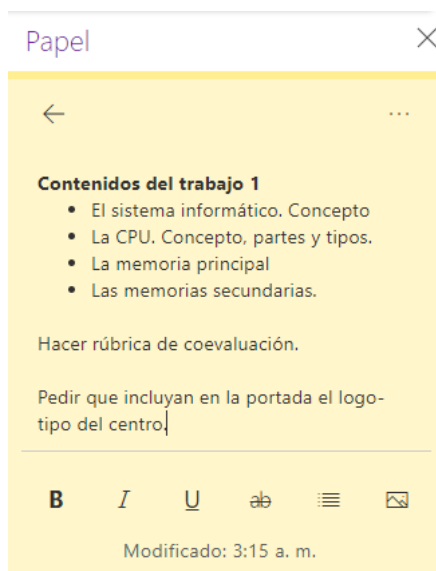 Papel
Contenidos del trabajo 1
• El sistema informático. Concepto
• La CPU. Concepto, partes y tipos.
• La memoria principal
• Las memorias secundarias.
Hacer rúbrica de coevaluación.
Pedir que incluyan en la portada el logo-
tipo del centro.
B I U ab
Modificado: 3:15 a. m.